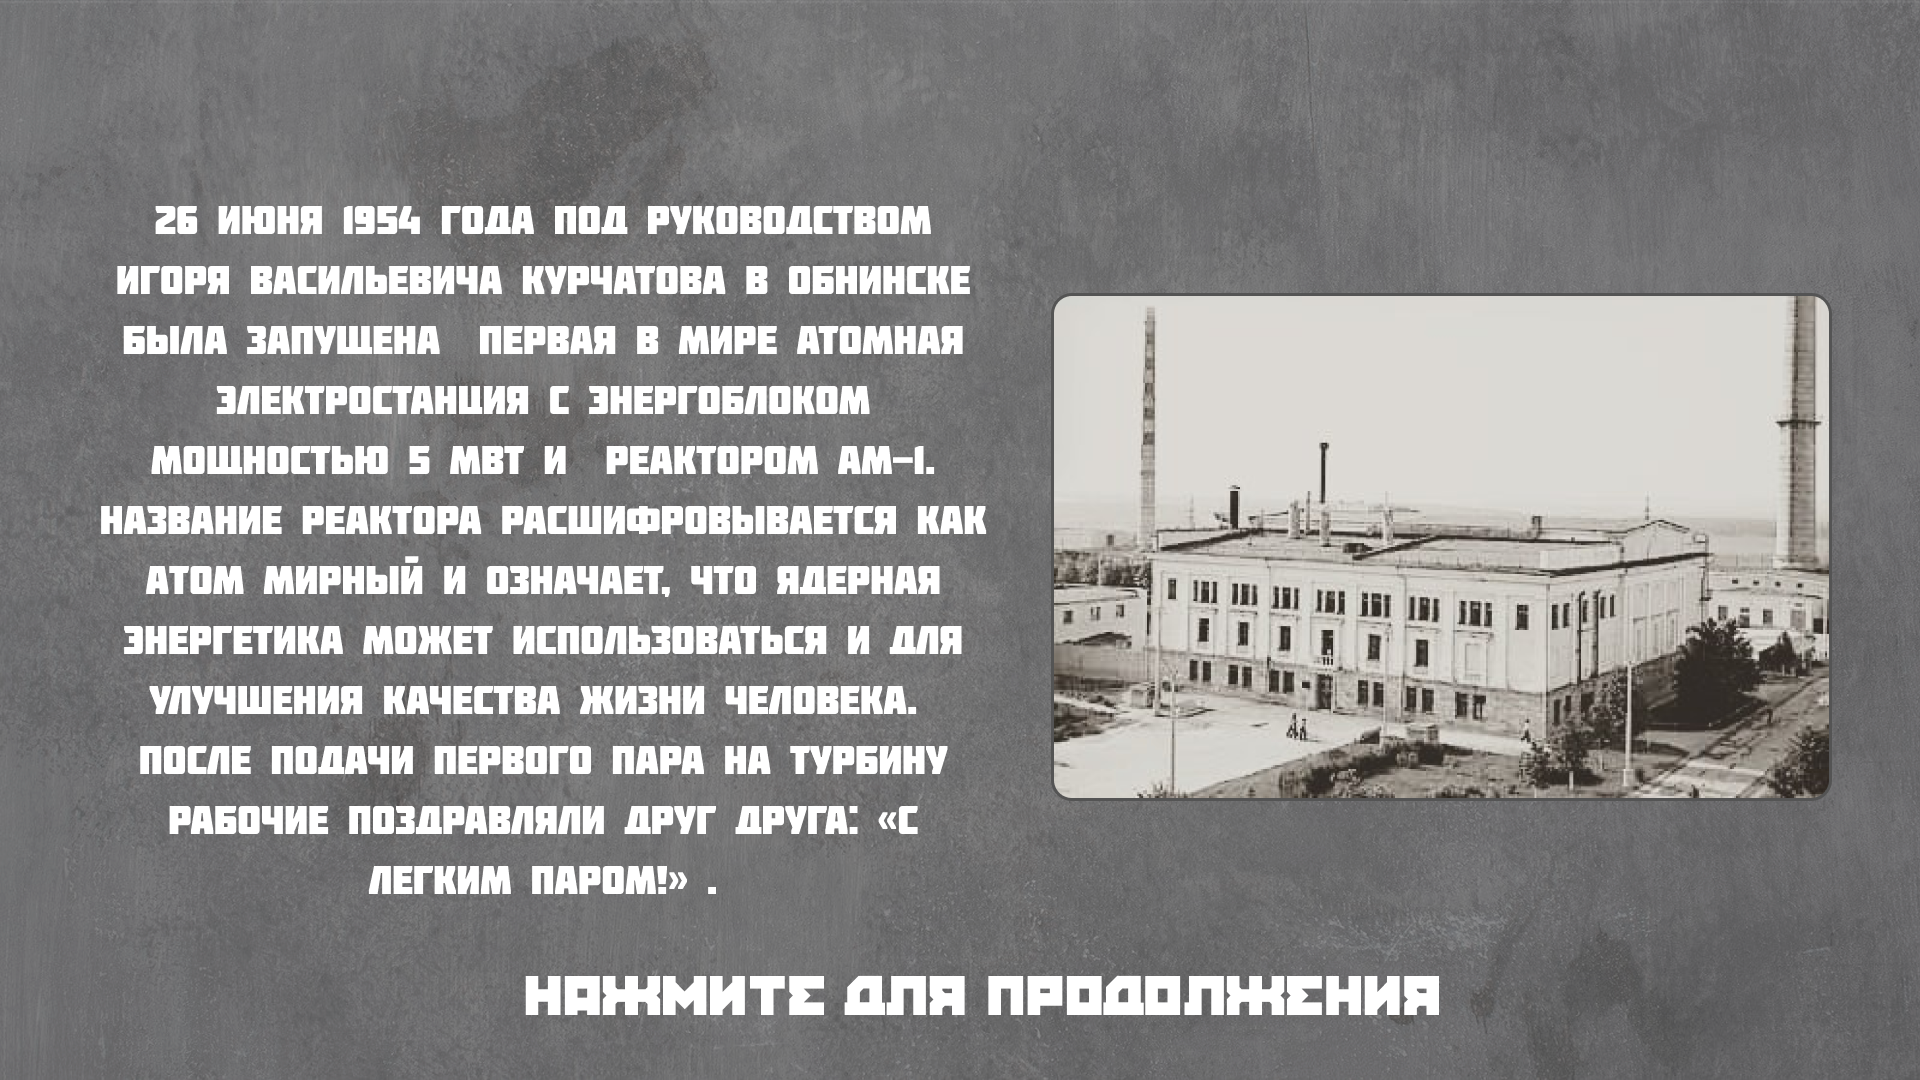 26 ИЮНЯ 1954 ГОДА ПОД РУКОВОДСТВОМ
ИГОРЯ ВАСИЛЬЕВИЧА КУРЧАТОВА В ОБНИНСКЕ
БЫЛА ЗАПУЩЕНА ПЕРВАЯ В МИРЕ АТОМНАЯ
ЭЛЕКТРОСТАНЦИЯ С ЭНЕРГОБЛОКОМ
МОЩНОСТЬЮ 5 МВТ И РЕАКТОРОМ АМ-1.
НАЗВАНИЕ РЕАКТОРА РАСШИФРОВЫВАЕТСЯ КАК
АТОМ МИРНЫЙ И ОЗНАЧАЕТ, ЧТО ЯДЕРНАЯ
ЭНЕРГЕТИКА МОЖЕТ ИСПОЛЬЗОВАТЬСЯ И ДЛЯ
УЛУЧШЕНИЯ КАЧЕСТВА ЖИЗНИ ЧЕЛОВЕКА.
ПОСЛЕ ПОДАЧИ ПЕРВОГО ПАРА НА ТУРБИНУ
РАБОЧИЕ ПОЗДРАВЛЯЛИ ДРУГ ДРУГА: «С
ЛЕГКИМ ПАРОМ!» .
НАЖМИТЕ ДЛЯ ПРОДОЛЖЕНИЯ